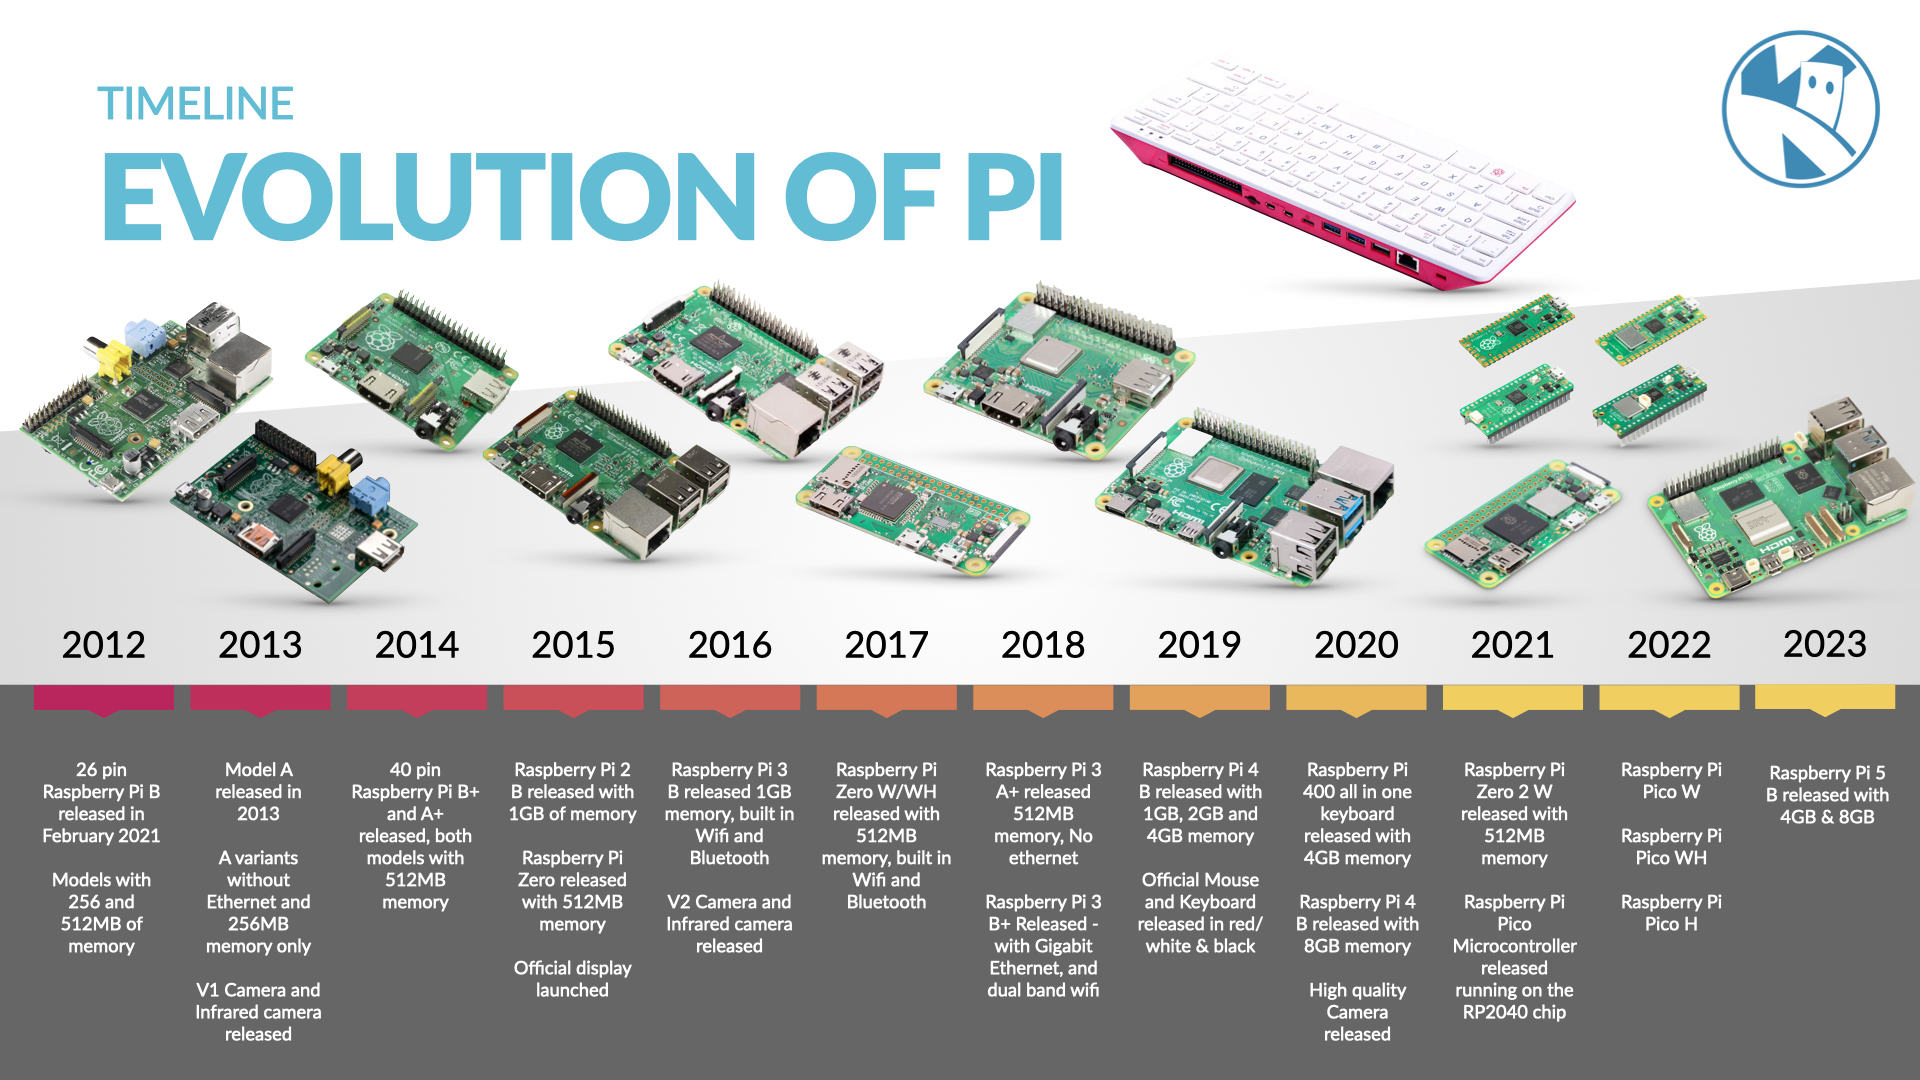 TIMELINE
EVOLUTION OF PI
2012
2013
2014
2015
2016
2017
2018
2019
2020
2021
2022
2023
26 pin
Raspberry Pi B
released in
February 2021
Models with
256 and
512MB of
memory
Model A
released in
2013
A variants
without
Ethernet and
256MB
memory only
V1 Camera and
Infrared camera
released
40 pin
Raspberry Pi B+
and A+
released, both
models with
512MB
memory
Raspberry Pi 2
B released with
1GB of memory
Raspberry Pi
Zero released
with 512MB
memory
Official display
launched
Raspberry Pi 3
B released 1GB
memory, built in
Wifi and
Bluetooth
V2 Camera and
Infrared camera
released
Raspberry Pi
Zero W/WH
released with
512MB
memory, built in
Wifi and
Bluetooth
Raspberry Pi 3
A+ released
512MB
memory, No
ethernet
Raspberry Pi 3
B+ Released -
with Gigabit
Ethernet, and
dual band wifi
Raspberry Pi 4
B released with
1GB, 2GB and
4GB memory
Official Mouse
and Keyboard
released in red/
white & black
Raspberry Pi
400 all in one
keyboard
released with
4GB memory
Raspberry Pi 4
B released with
8GB memory
High quality
Camera
released
Raspberry Pi
Zero 2 W
released with
512MB
memory
Raspberry Pi
Pico
Microcontroller
released
running on the
RP2040 chip
Raspberry Pi
Pico W
Raspberry Pi
Pico WH
Raspberry Pi
Pico H
Raspberry Pi 5
B released with
4GB & 8GB